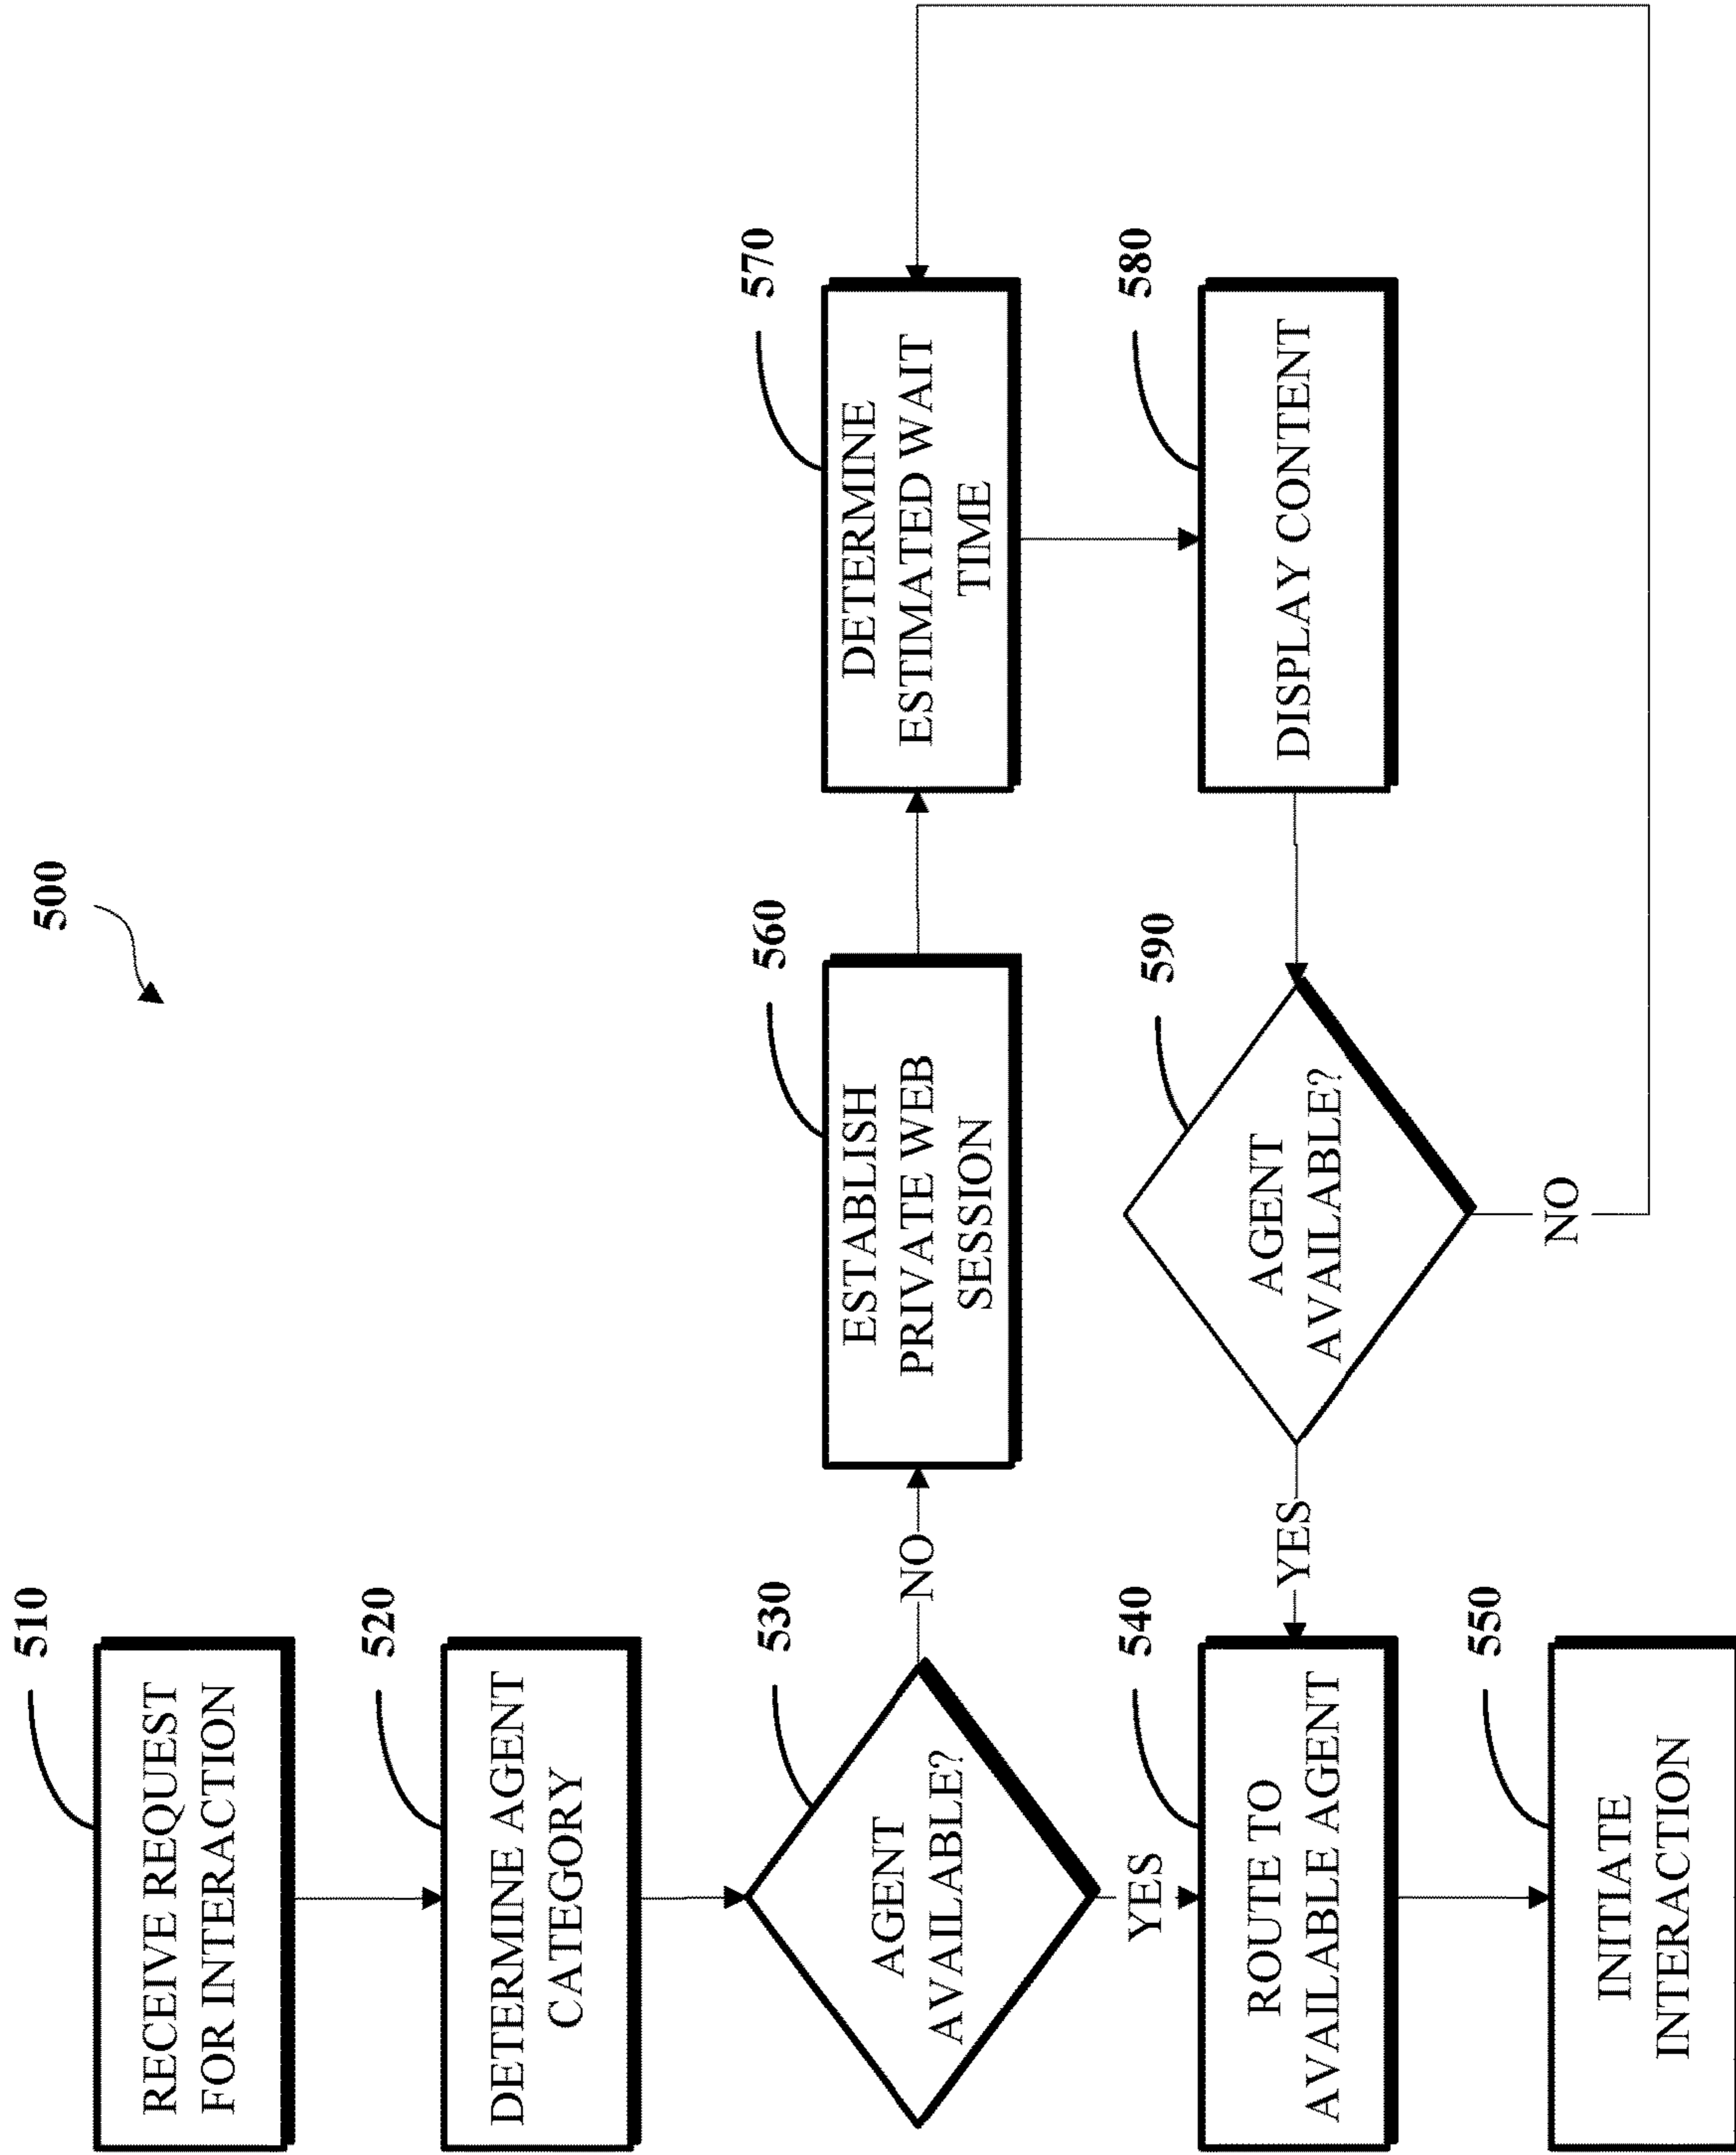 500
510
RECEIVE REQUEST
FOR INTERACTION
520
DETERMINE AGENT
CATEGORY
530
AGENT
AVAILABLE?
NO
YES
540
ROUTE TO
AVAILABLE AGENT
550
INITIATE
INTERACTION
560
ESTABLISH
PRIVATE WEB
SESSION
570
DETERMINE
ESTIMATED WAIT
TIME
580
DISPLAY CONTENT
590
AGENT
AVAILABLE?
YES
NO